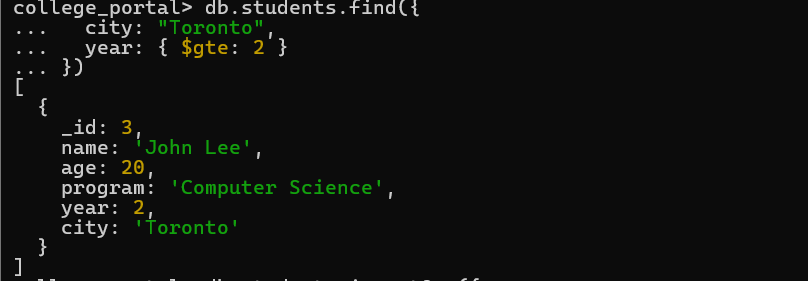 college_portal> db.students.find({
...   city: "Toronto",
...   year: { $gte: 2 }
... })
[
  {
    _id: 3,
    name: 'John Lee',
    age: 20,
    program: 'Computer Science',
    year: 2,
    city: 'Toronto'
  }
]